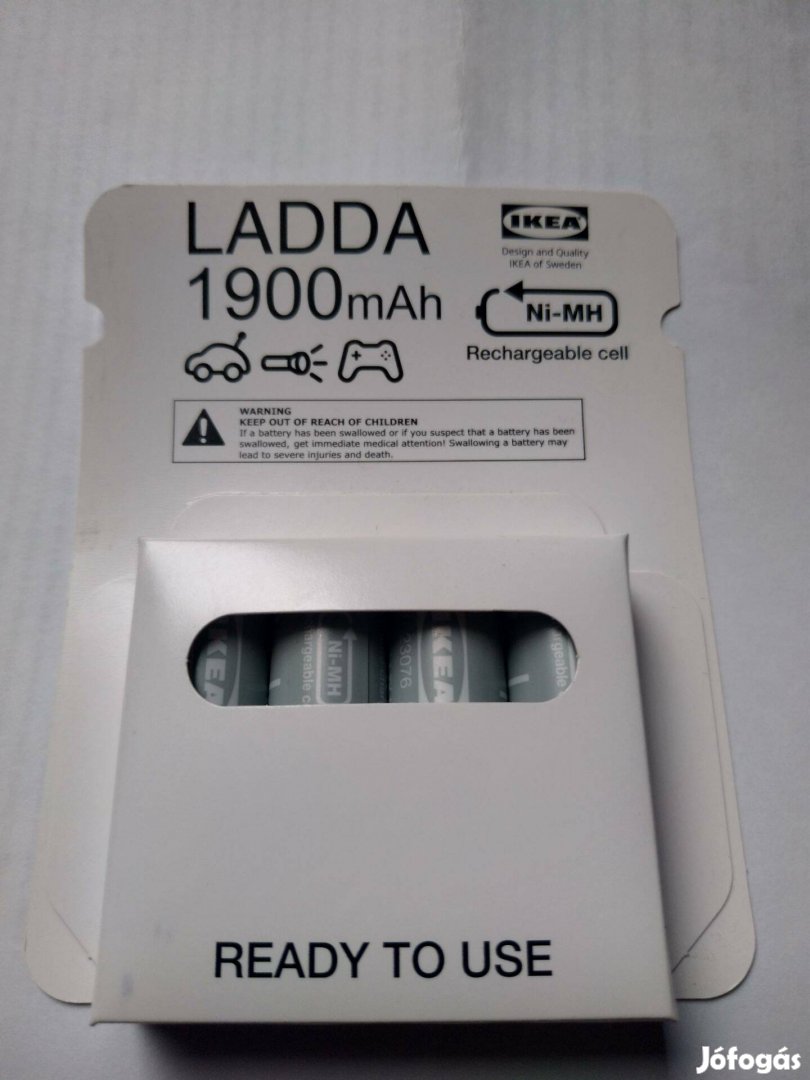 LADDA
1900mAh
IKEA
Design and Quality
IKEA of Sweden
Ni-MH
Rechargeable cell
WARNING
KEEP OUT OF REACH OF CHILDREN
If a battery has been swallowed or if you suspect that a battery has been
swallowed, get immediate medical attention! Swallowing a battery may
lead to severe injuries and death.
IKEA
Ni-MH
IKEA
READY TO USE
Jófogás